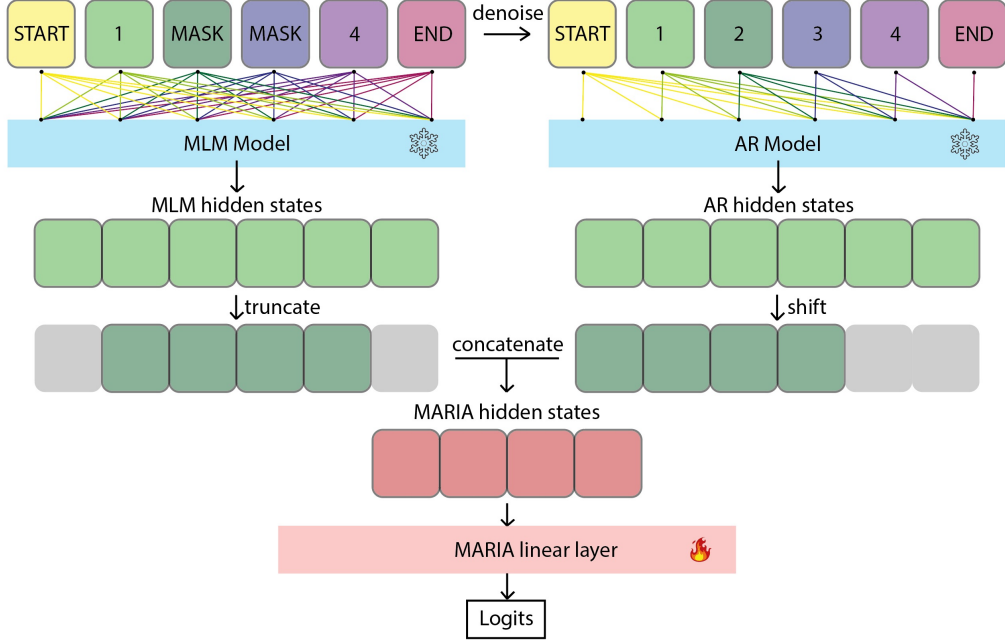 START 1 MASK MASK 4 END denoise START 1 2 3 4 END
MLM Model AR Model
MLM hidden states AR hidden states
truncate shift
concatenate
MARIA hidden states
MARIA linear layer
Logits